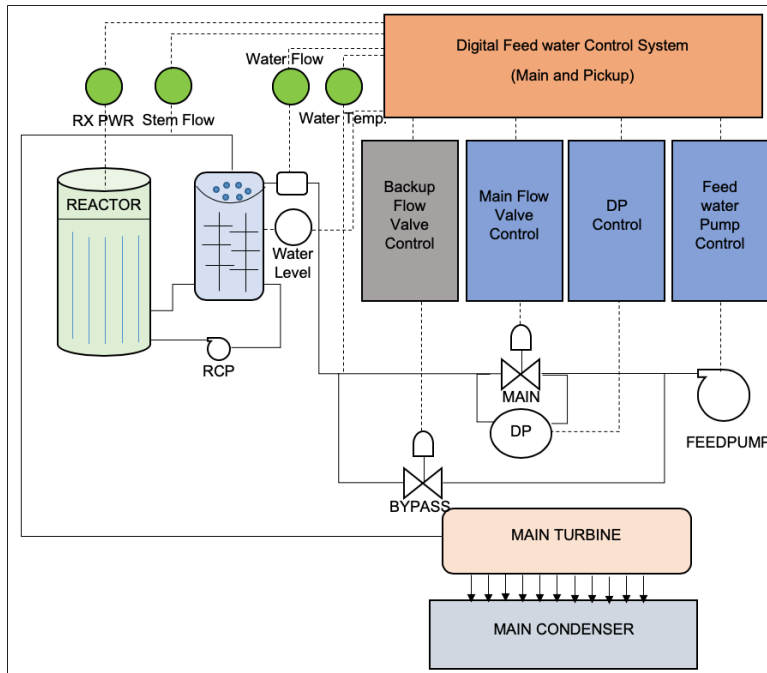 Digital Feed water Control System
(Main and Pickup)
Water Flow
RX PWR
Stem Flow
Water Temp.
Backup
Flow
Valve
Control
Main Flow
Valve
Control
DP
Control
Feed
water
Pump
Control
REACTOR
Water
Level
RCP
MAIN
DP
FEEDPUMP
BYPASS
MAIN TURBINE
MAIN CONDENSER